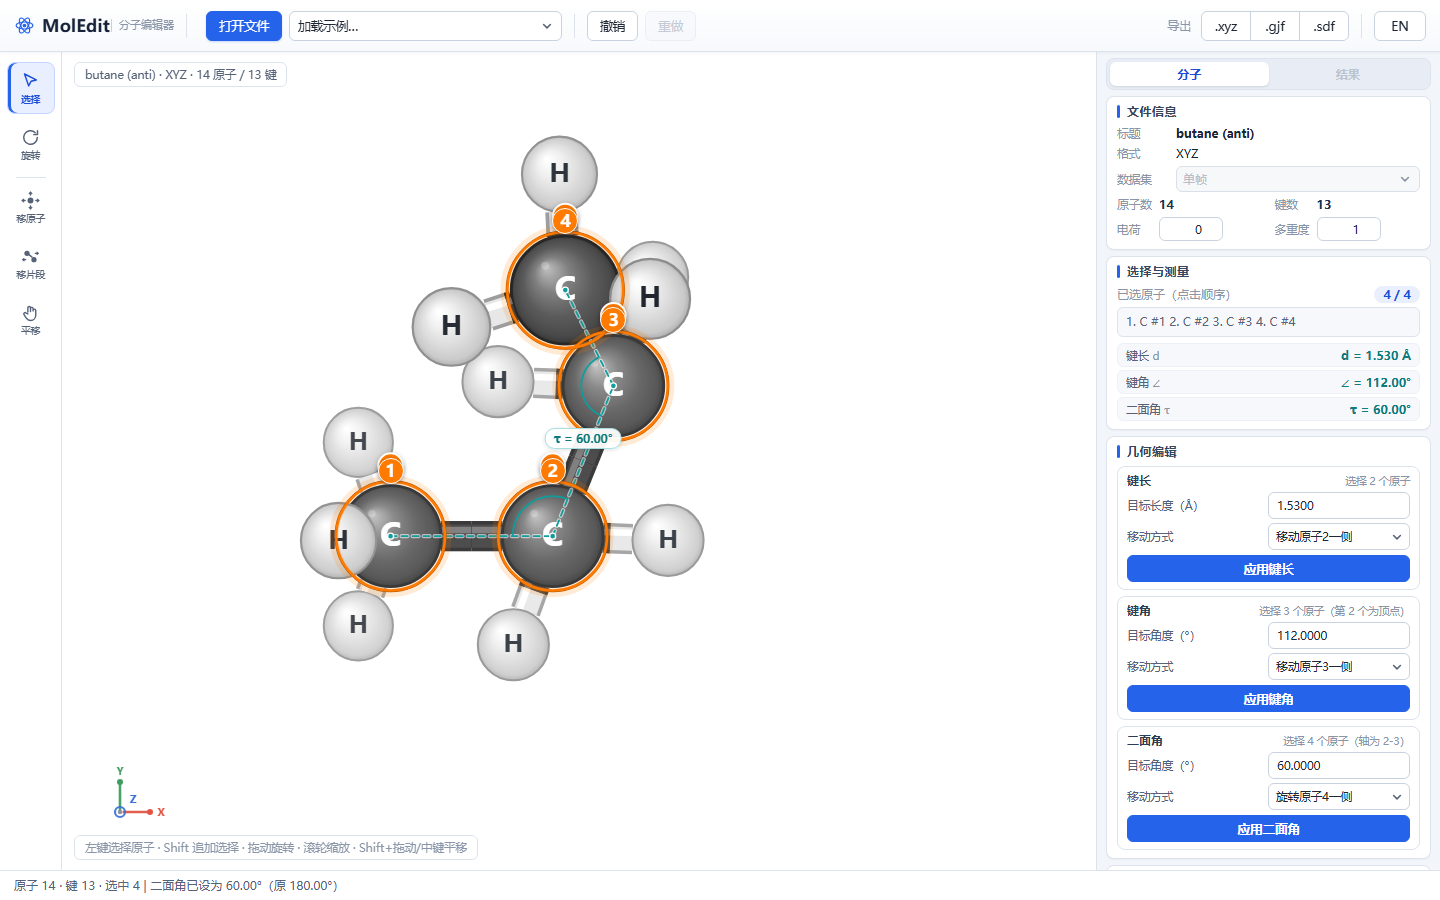 MolEdit 分子编辑器 打开文件 加载示例... 撤销 重做 导出 .xyz .gjf .sdf EN
选择
旋转
移原子
移片段
平移
butane (anti) · XYZ · 14 原子 / 13 键
H
4
C
H
H
3
C
H
τ = 60.00°
H
1
2
H
C
C
H
H
H
Y
Z
X
左键选择原子 · Shift 追加选择 · 拖动旋转 · 滚轮缩放 · Shift+拖动/中键平移
分子 结果
文件信息
标题 butane (anti)
格式 XYZ
数据集 单帧
原子数 14 键数 13
电荷 0 多重度 1
选择与测量
已选原子（点击顺序） 4 / 4
1. C #1 2. C #2 3. C #3 4. C #4
键长 d d = 1.530 Å
键角 ∠ ∠ = 112.00°
二面角 τ τ = 60.00°
几何编辑
键长 选择 2 个原子
目标长度（Å） 1.5300
移动方式 移动原子2一侧
应用键长
键角 选择 3 个原子（第 2 个为顶点）
目标角度（°） 112.0000
移动方式 移动原子3一侧
应用键角
二面角 选择 4 个原子（轴为 2-3）
目标角度（°） 60.0000
移动方式 旋转原子4一侧
应用二面角
原子 14 · 键 13 · 选中 4 | 二面角已设为 60.00°（原 180.00°）